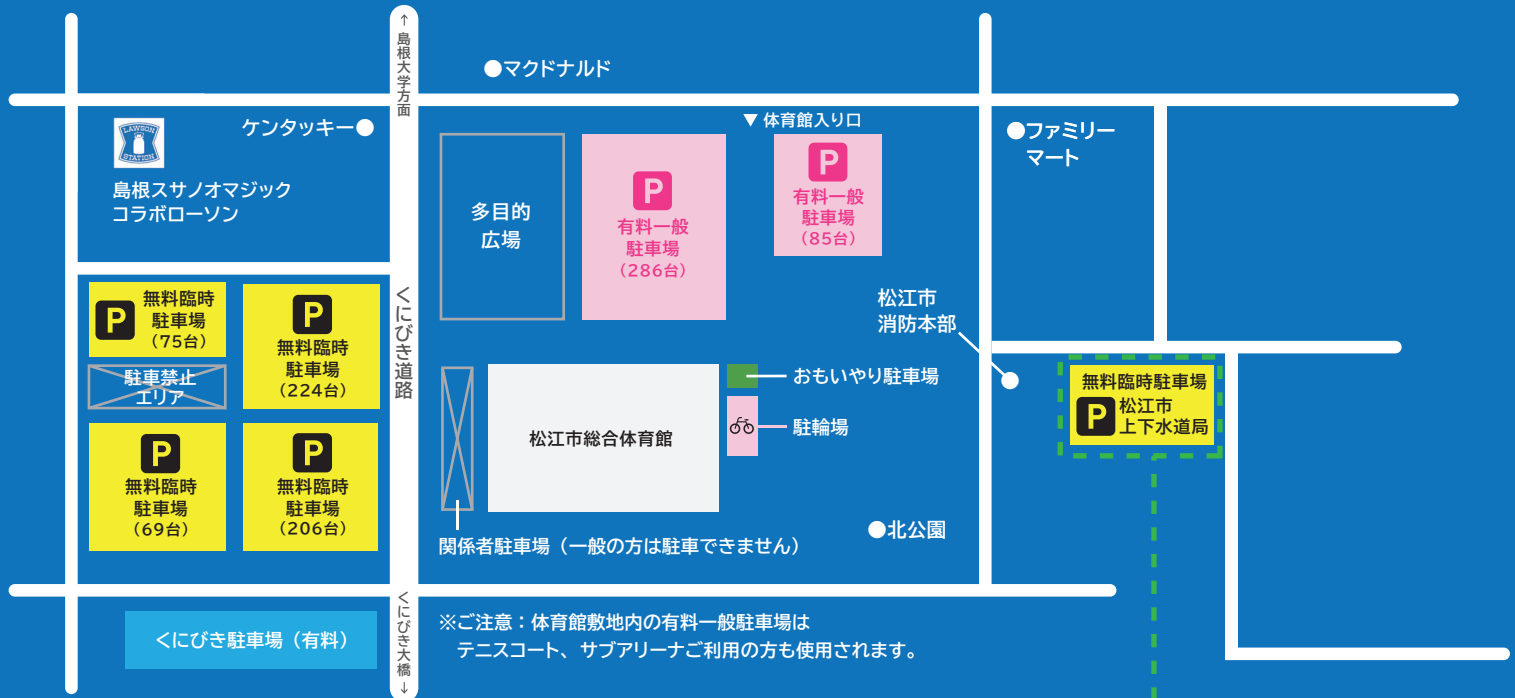 ↑島根大学方面
●マクドナルド
LAWSON
STATION
ケンタッキー●
島根スサノオマジック
コラボローソン
▼ 体育館入り口
●ファミリー
マート
多目的
広場
P
有料一般
駐車場
(286台)
P
有料一般
駐車場
(85台)
くにびき道路
P
無料臨時
駐車場
(75台)
P
無料臨時
駐車場
(224台)
駐車禁止
エリア
P
無料臨時
駐車場
(69台)
P
無料臨時
駐車場
(206台)
松江市
消防本部
おもいやり駐車場
駐輪場
松江市総合体育館
無料臨時駐車場
P
松江市
上下水道局
関係者駐車場（一般の方は駐車できません）
●北公園
くにびき駐車場（有料）
くにびき大橋↓
※ご注意：体育館敷地内の有料一般駐車場は
テニスコート、サブアリーナご利用の方も使用されます。